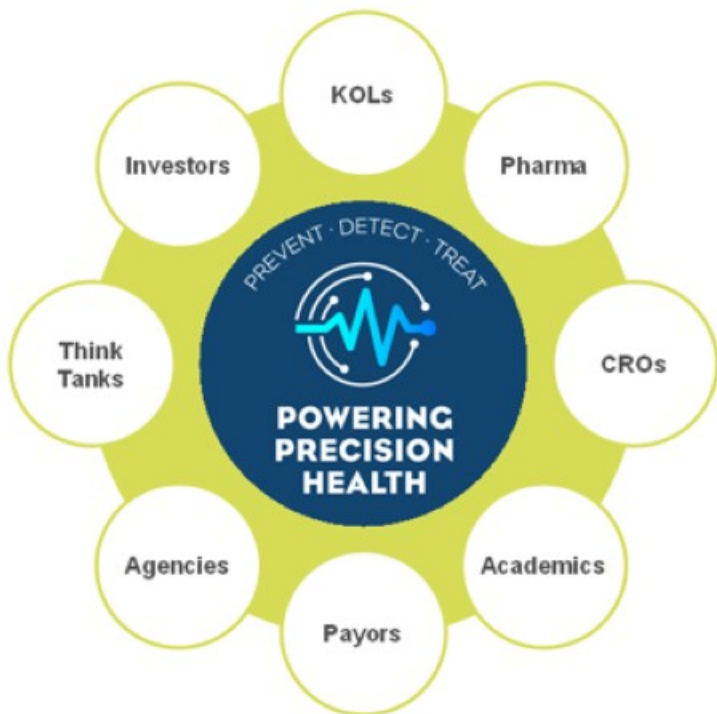 KOLs
Investors
Pharma
PREVENT · DETECT · TREAT
Think
Tanks
CROs
POWERING
PRECISION
HEALTH
Agencies
Academics
Payors